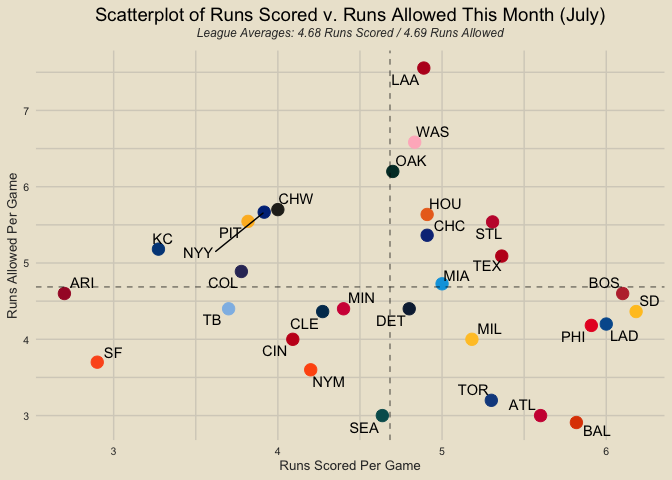 Scatterplot of Runs Scored v. Runs Allowed This Month (July)
League Averages: 4.68 Runs Scored / 4.69 Runs Allowed
LAA
7
WAS
OAK
CHW
HOU
PIT
CHC
KC
STL
NYY
5
TEX
MIA
ARI
COL
BOS
SD
MIN
TB
CLE
DET
MIL
PHI
LAD
4
CIN
SF
NYM
TOR
ATL
3
SEA
BAL
6
3
4
5
6
Runs Scored Per Game
Runs Allowed Per Game